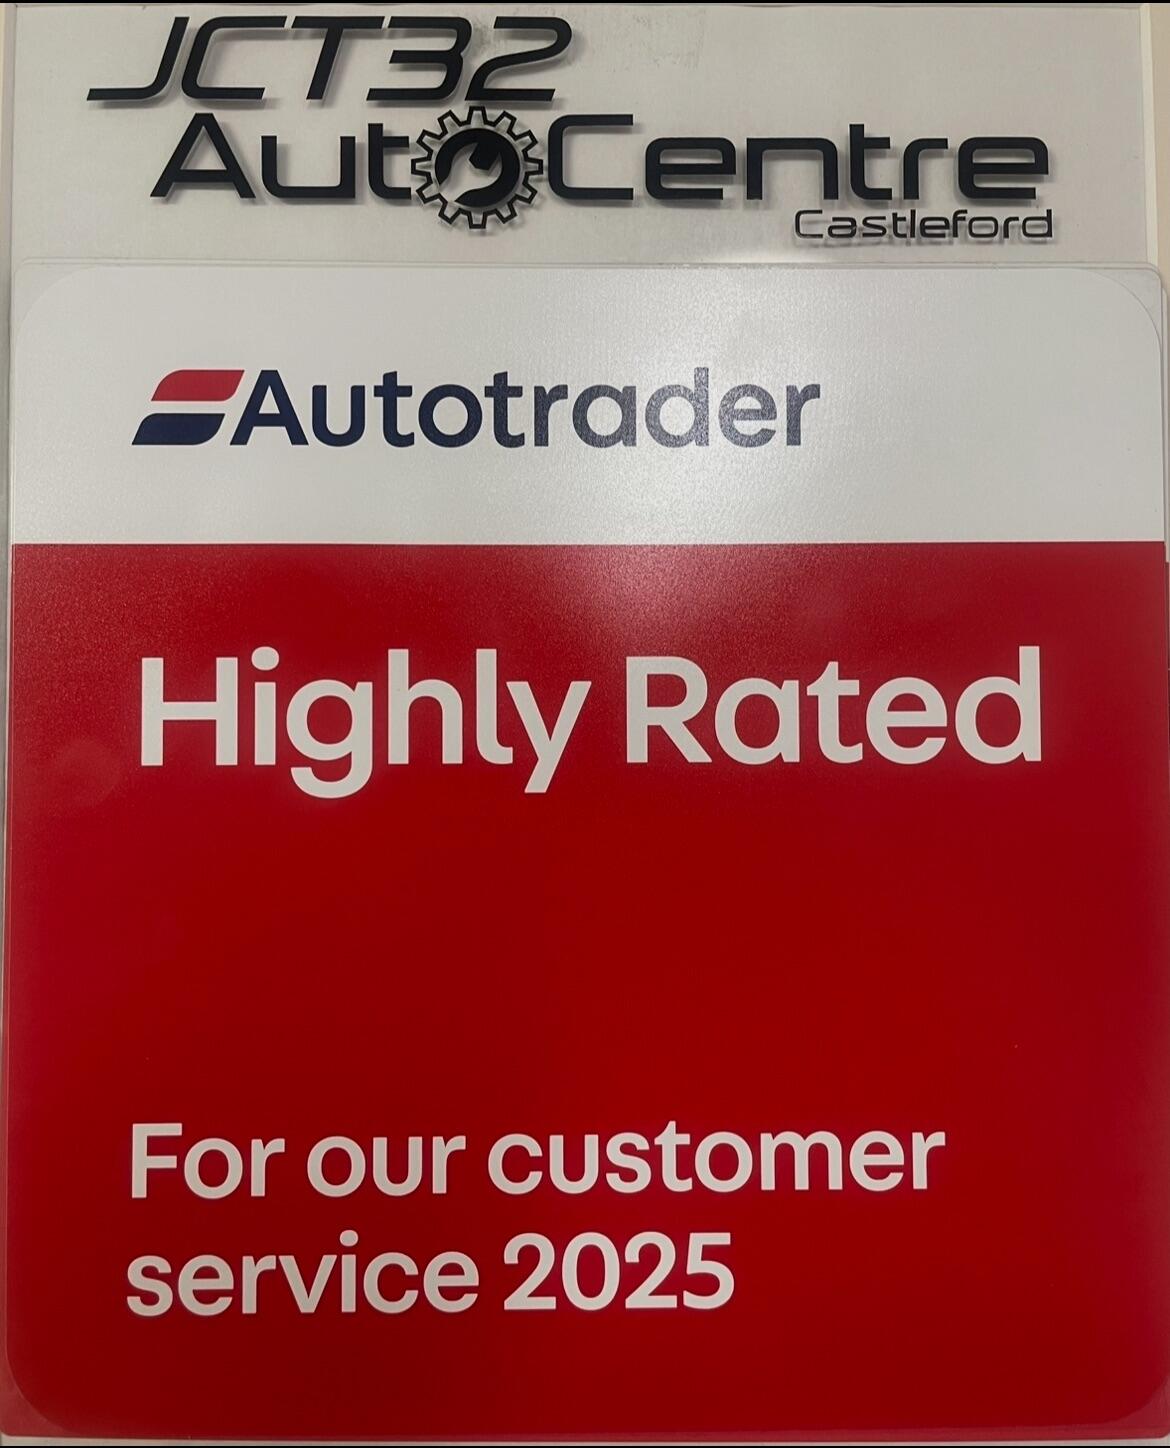 JCT32
AutoCentre
Castleford
Autotrader
Highly Rated
For our customer
service 2025